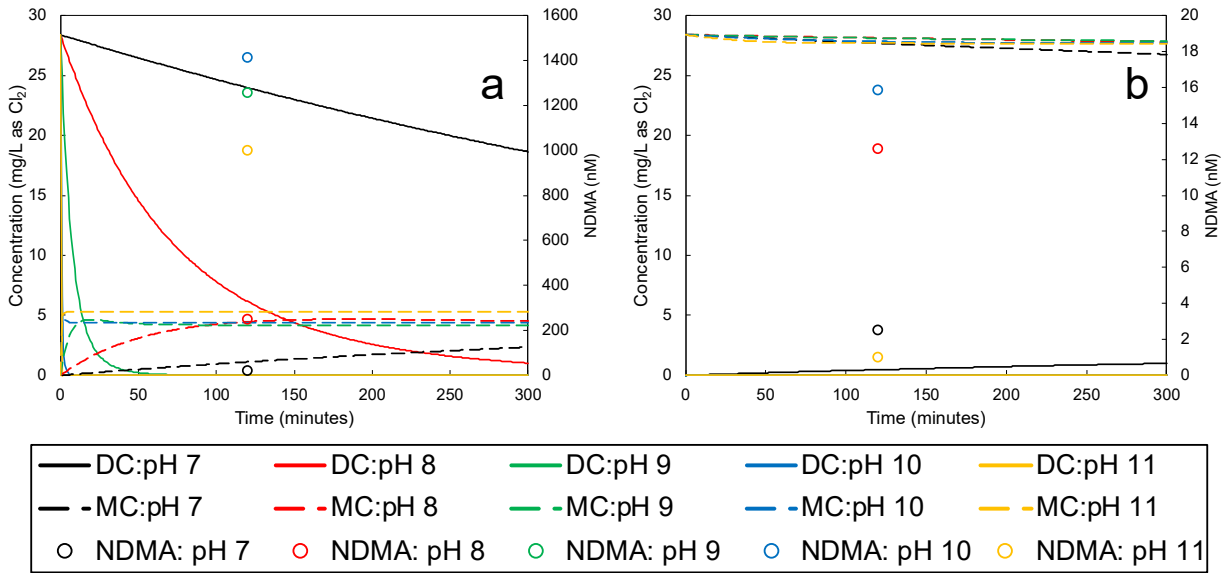 30
25
20
15
10
5
0
Concentration (mg/L as Cl₂)
1600
1400
1200
1000
800
600
400
200
0
NDMA (nM)
a
0 50 100 150 200 250 300
Time (minutes)
30
25
20
15
10
5
0
Concentration (mg/L as Cl₂)
20
18
16
14
12
10
8
6
4
2
0
NDMA (nM)
b
0 50 100 150 200 250 300
Time (minutes)
DC:pH 7 DC:pH 8 DC:pH 9 DC:pH 10 DC:pH 11
MC:pH 7 MC:pH 8 MC:pH 9 MC:pH 10 MC:pH 11
NDMA: pH 7 NDMA: pH 8 NDMA: pH 9 NDMA: pH 10 NDMA: pH 11